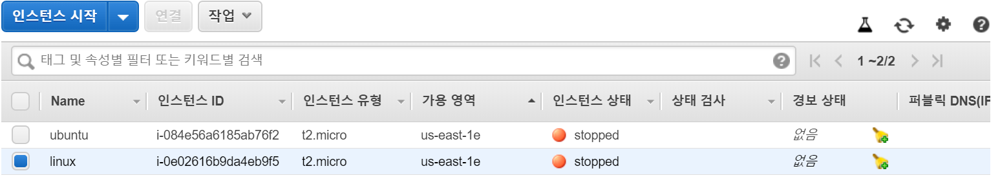 인스턴스 시작 연결 작업
태그 및 속성별 필터 또는 키워드별 검색 1 ~2/2
Name 인스턴스 ID 인스턴스 유형 가용 영역 인스턴스 상태 상태 검사 경보 상태 퍼블릭 DNS(IF
ubuntu i-084e56a6185ab76f2 t2.micro us-east-1e stopped 없음
linux i-0e02616b9da4eb9f5 t2.micro us-east-1e stopped 없음